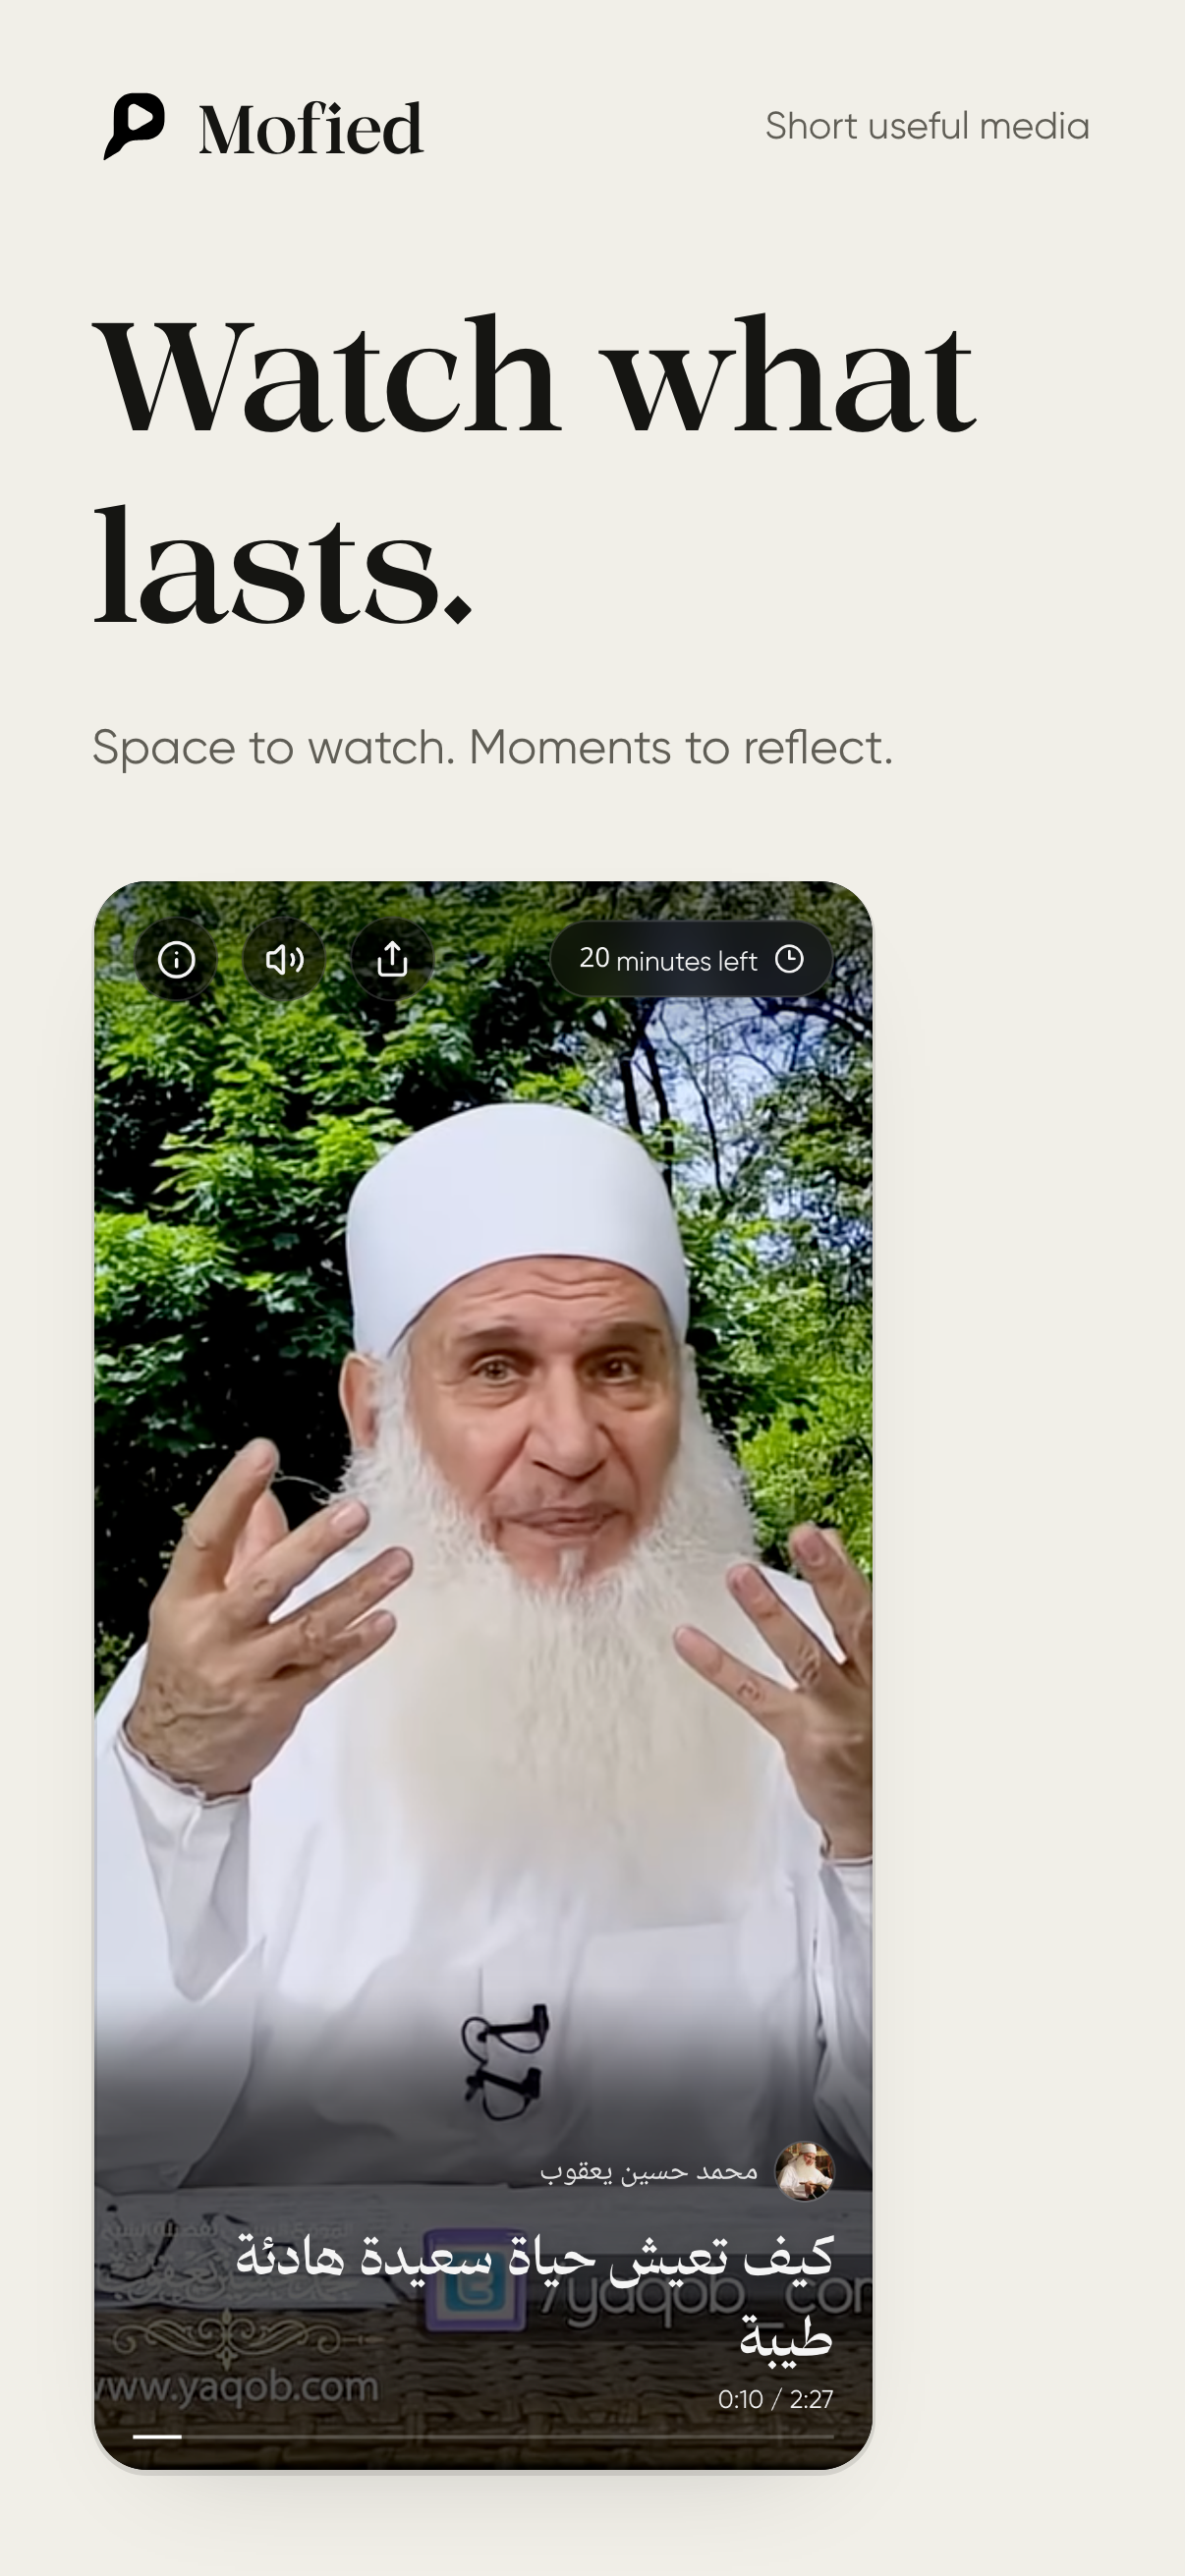 Mofied
Short useful media
Watch what
lasts.
Space to watch. Moments to reflect.
20 minutes left
محمد حسين يعقوب
كيف تعيش حياة سعيدة هادئة
طيبة
/yaqob_com
www.yaqob.com
0:10 / 2:27